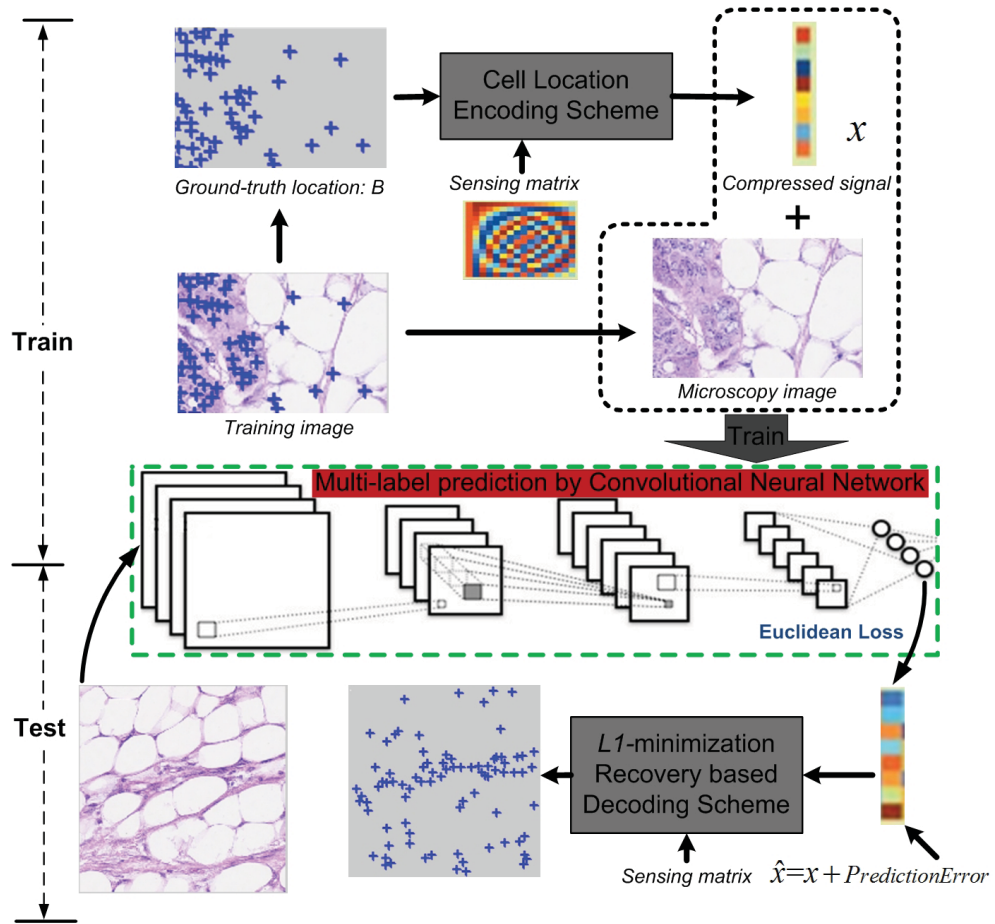 Cell Location
Encoding Scheme
x
Ground-truth location: B
Sensing matrix
Compressed signal
+
Train
Training image
Microscopy image
Train
Multi-label prediction by Convolutional Neural Network
Euclidean Loss
Test
L1-minimization
Recovery based
Decoding Scheme
Sensing matrix
x̂=x+PredictionError